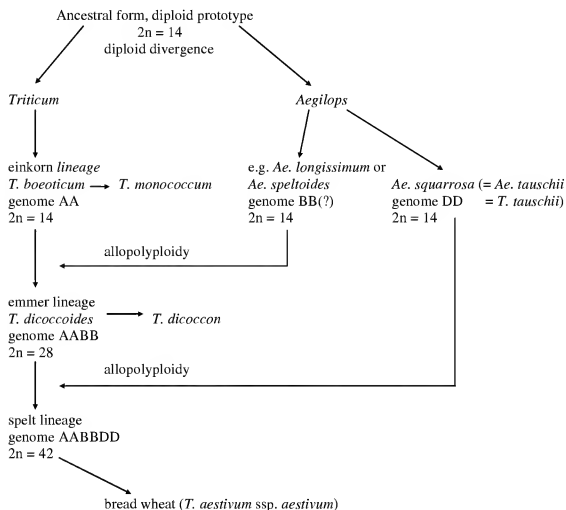 Ancestral form, diploid prototype
2n = 14
diploid divergence
Triticum
Aegilops
einkorn lineage
T. boeoticum
T. monococcum
genome AA
2n = 14
e.g. Ae. longissimum or
Ae. speltoides
genome BB(?)
2n = 14
Ae. squarrosa (= Ae. tauschii
genome DD = T. tauschii)
2n = 14
allopolyploidy
emmer lineage
T. dicoccoides
T. dicoccon
genome AABB
2n = 28
allopolyploidy
spelt lineage
genome AABBDD
2n = 42
bread wheat (T. aestivum ssp. aestivum)